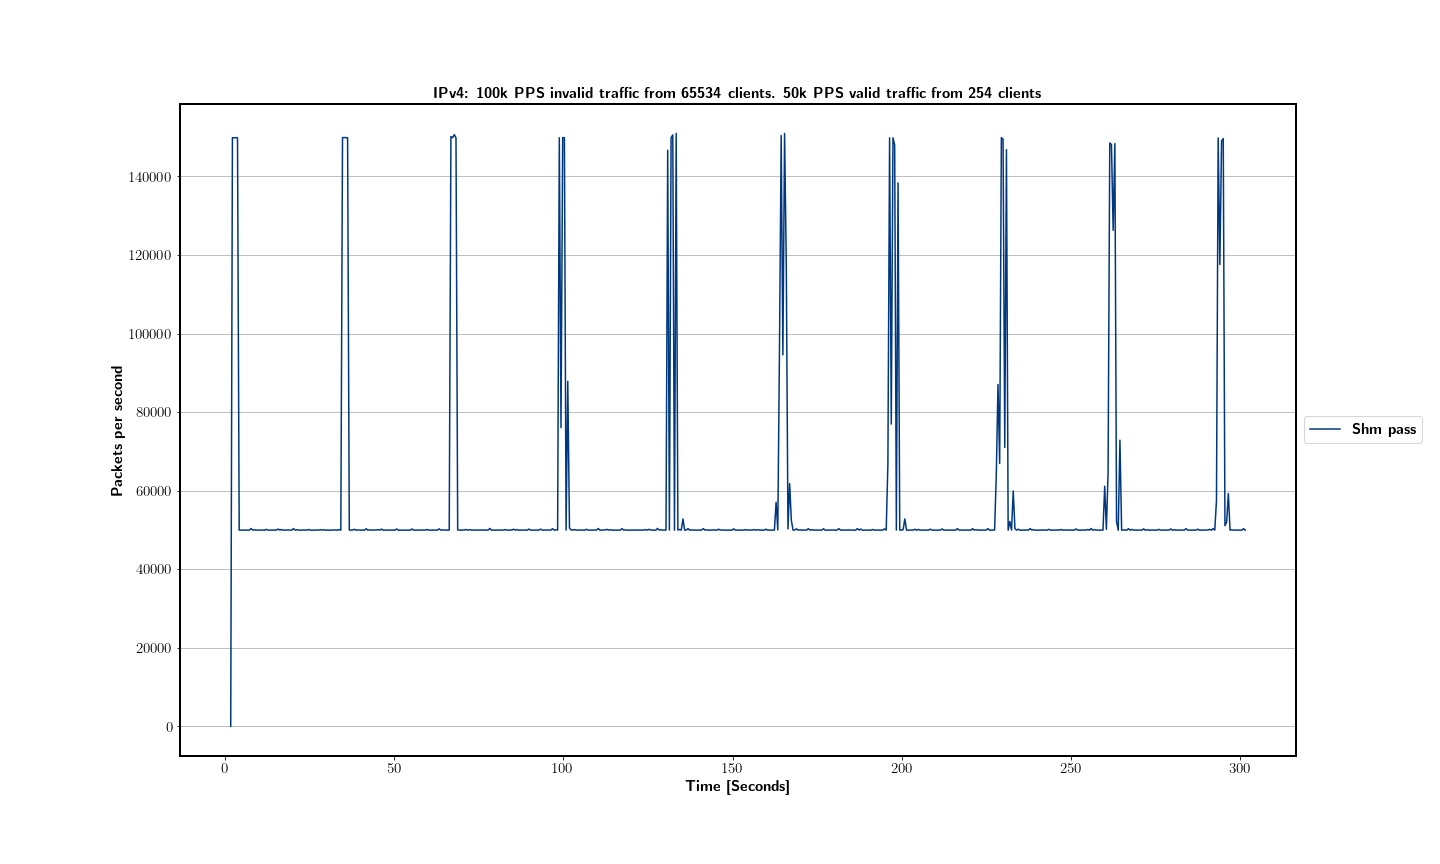 IPv4: 100k PPS invalid traffic from 65534 clients. 50k PPS valid traffic from 254 clients
140000
120000
100000
80000
60000
40000
20000
0
Packets per second
0 50 100 150 200 250 300
Time [Seconds]
Shm pass